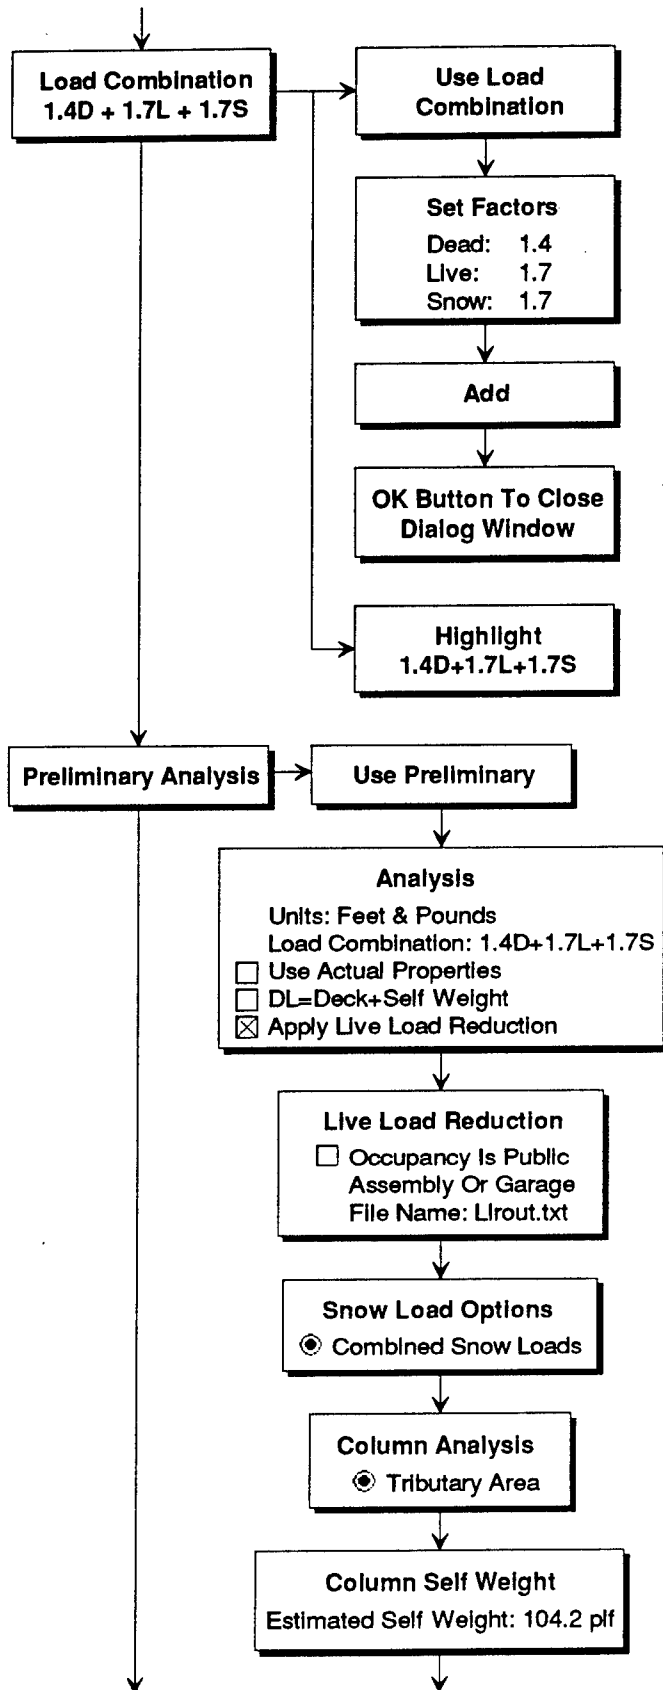 Load Combination
1.4D + 1.7L + 1.7S
Use Load
Combination
Set Factors
Dead: 1.4
Live: 1.7
Snow: 1.7
Add
OK Button To Close
Dialog Window
Highlight
1.4D+1.7L+1.7S
Preliminary Analysis
Use Preliminary
Analysis
Units: Feet & Pounds
Load Combination: 1.4D+1.7L+1.7S
Use Actual Properties
DL=Deck+Self Weight
Apply Live Load Reduction
Live Load Reduction
Occupancy Is Public
Assembly Or Garage
File Name: Llrout.txt
Snow Load Options
Combined Snow Loads
Column Analysis
Tributary Area
Column Self Weight
Estimated Self Weight: 104.2 plf